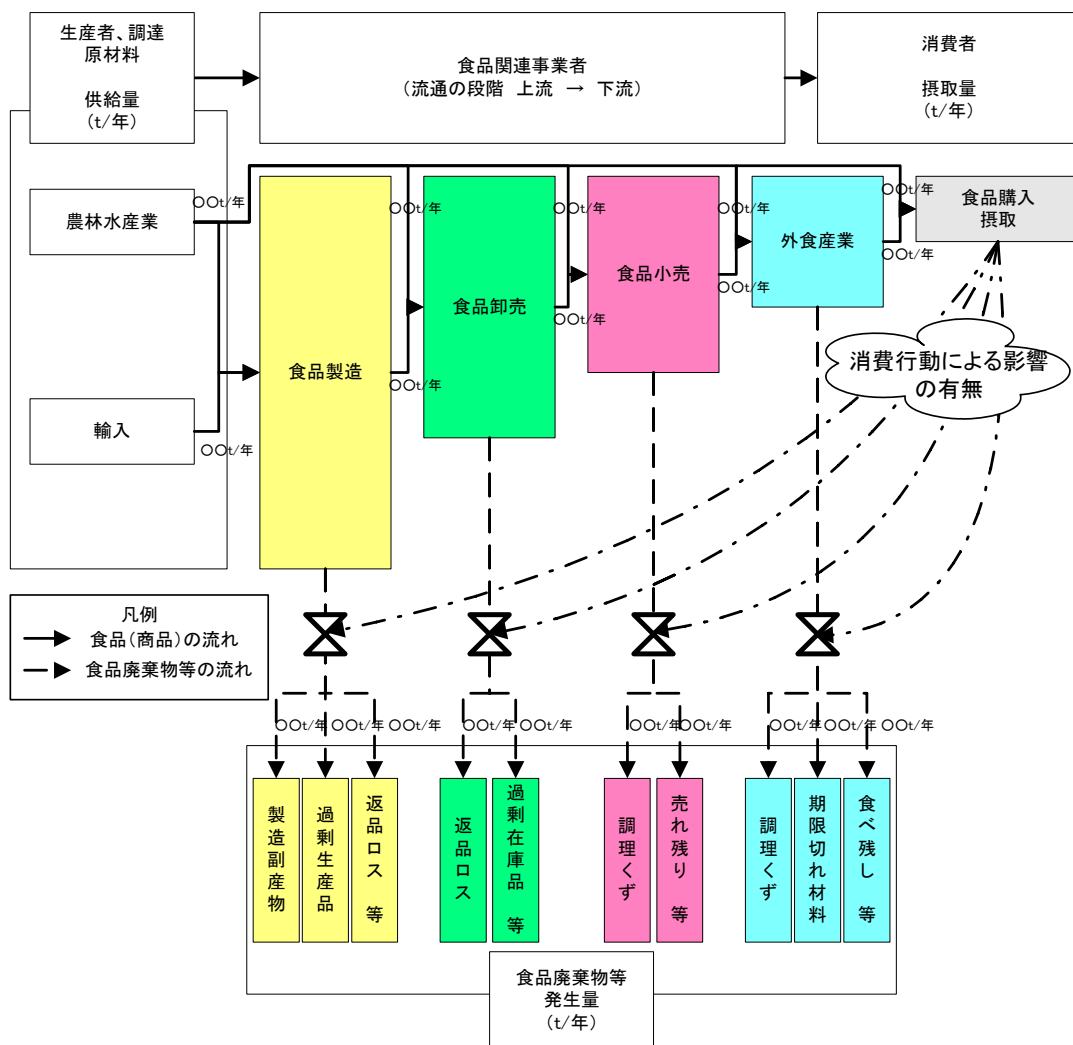 生産者、調達
原材料
供給量
(t/年)
食品関連事業者
(流通の段階 上流 → 下流)
消費者
摂取量
(t/年)
農林水産業
〇〇t/年
〇〇t/年
〇〇t/年
〇〇t/年
〇〇t/年
食品購入
摂取
外食産業
〇〇t/年
食品小売
〇〇t/年
食品卸売
〇〇t/年
食品製造
〇〇t/年
輸入
〇〇t/年
消費行動による影響
の有無
凡例
食品(商品)の流れ
食品廃棄物等の流れ
〇〇t/年 〇〇t/年 〇〇t/年
〇〇t/年 〇〇t/年
〇〇t/年 〇〇t/年
〇〇t/年 〇〇t/年 〇〇t/年
製造副産物
過剰生産品
返品ロス 等
返品ロス
過剰在庫品 等
調理くず
売れ残り 等
調理くず
期限切れ材料
食べ残し 等
食品廃棄物等
発生量
(t/年)